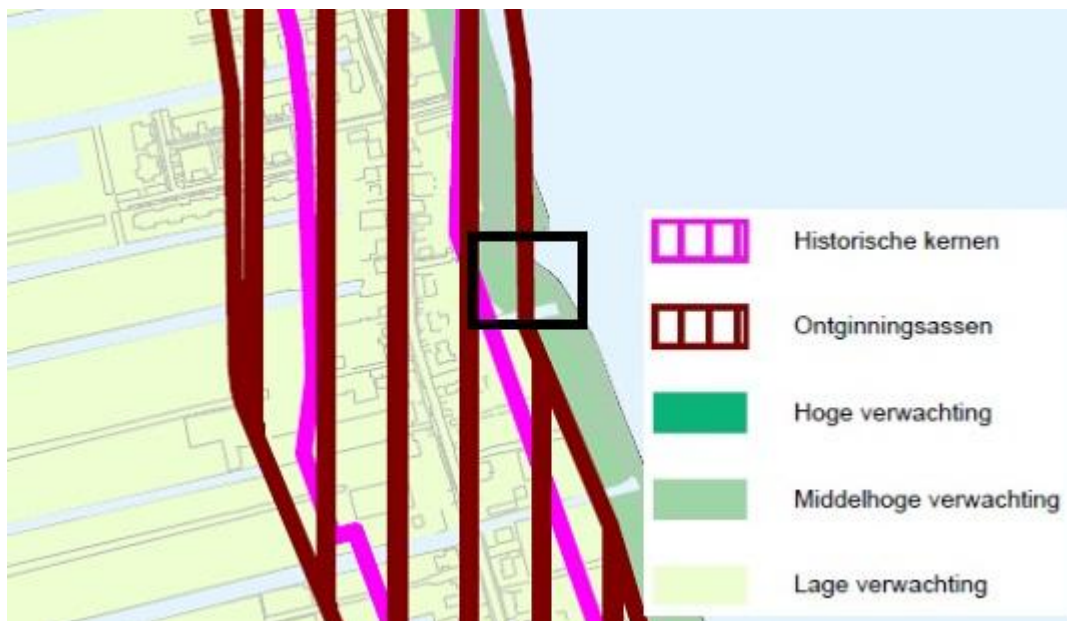 Historische kernen
Ontginningsassen
Hoge verwachting
Middelhoge verwachting
Lage verwachting